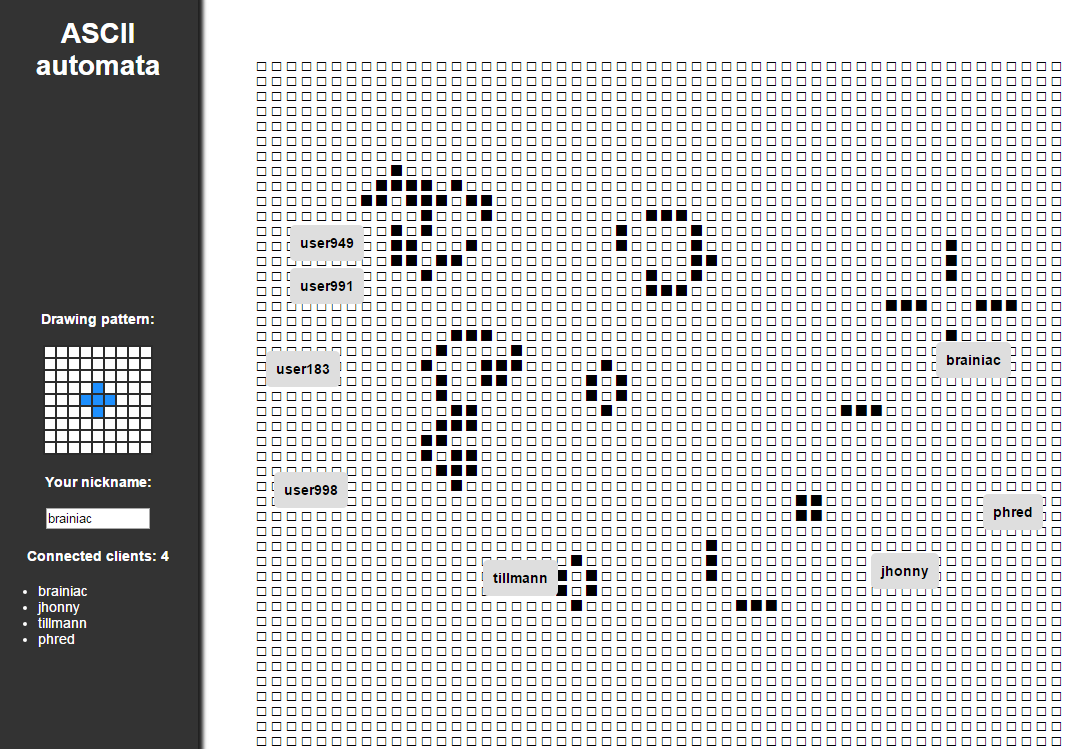 ASCII
automata
Drawing pattern:
Your nickname:
brainiac
Connected clients: 4
• brainiac
• jhonny
• tillmann
• phred
user949
user991
user183
brainiac
user998
phred
tillmann
jhonny